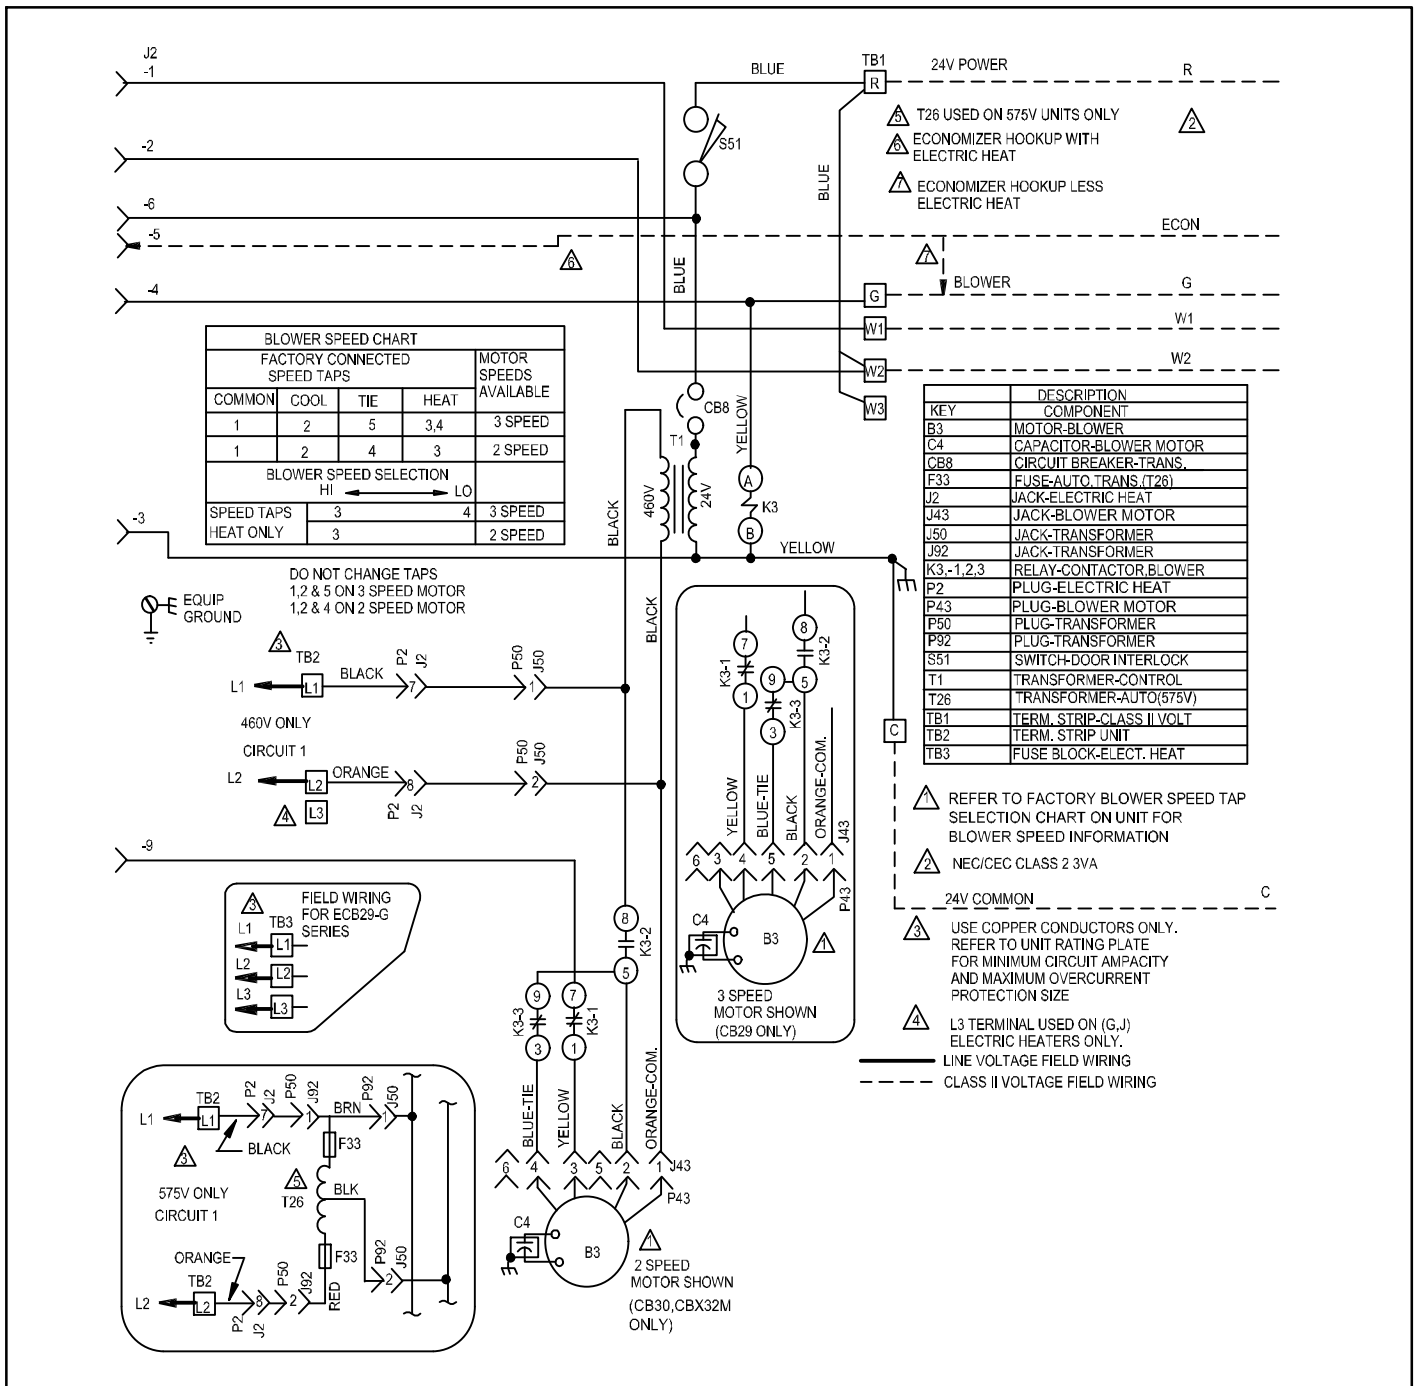 J2
-1
BLUE
TB1
R
24V POWER
R
5 T26 USED ON 575V UNITS ONLY
6 ECONOMIZER HOOKUP WITH
ELECTRIC HEAT
2
7 ECONOMIZER HOOKUP LESS
ELECTRIC HEAT
S51
-2
BLUE
-6
-5
6
BLUE
ECON
7
BLOWER
-4
G
G
W1
W1
W2
W2
W3
BLOWER SPEED CHART
FACTORY CONNECTED
SPEED TAPS
MOTOR
SPEEDS
AVAILABLE
COMMON COOL TIE HEAT
1 2 5 3,4 3 SPEED
1 2 4 3 2 SPEED
BLOWER SPEED SELECTION
HI LO
SPEED TAPS 3 4 3 SPEED
HEAT ONLY 3 2 SPEED
DO NOT CHANGE TAPS
1,2 & 5 ON 3 SPEED MOTOR
1,2 & 4 ON 2 SPEED MOTOR
CB8
T1
460V
24V
YELLOW
A
K3
B
BLACK
YELLOW
-3
EQUIP
GROUND
DESCRIPTION
KEY COMPONENT
B3 MOTOR-BLOWER
C4 CAPACITOR-BLOWER MOTOR
CB8 CIRCUIT BREAKER-TRANS.
F33 FUSE-AUTO.TRANS.(T26)
J2 JACK-ELECTRIC HEAT
J43 JACK-BLOWER MOTOR
J50 JACK-TRANSFORMER
J92 JACK-TRANSFORMER
K3,-1,2,3 RELAY-CONTACTOR,BLOWER
P2 PLUG-ELECTRIC HEAT
P43 PLUG-BLOWER MOTOR
P50 PLUG-TRANSFORMER
P92 PLUG-TRANSFORMER
S51 SWITCH-DOOR INTERLOCK
T1 TRANSFORMER-CONTROL
T26 TRANSFORMER-AUTO(575V)
TB1 TERM. STRIP-CLASS II VOLT
TB2 TERM. STRIP UNIT
TB3 FUSE BLOCK-ELECT. HEAT
3
TB2
L1
L1
BLACK
P2
7
J2
P50
1
J50
BLACK
460V ONLY
CIRCUIT 1
L2
L2
ORANGE
P2
8
J2
P50
2
J50
4
L3
-9
7
K3-1
1
8
K3-2
5
9
K3-3
3
YELLOW
BLUE-TIE
BLACK
ORANGE-COM.
J43
6 3 4 5 2 1
P43
C4
B3
1
3 SPEED
MOTOR SHOWN
(CB29 ONLY)
C
1 REFER TO FACTORY BLOWER SPEED TAP
SELECTION CHART ON UNIT FOR
BLOWER SPEED INFORMATION
2 NEC/CEC CLASS 2 3VA
24V COMMON
C
3 USE COPPER CONDUCTORS ONLY.
REFER TO UNIT RATING PLATE
FOR MINIMUM CIRCUIT AMPACITY
AND MAXIMUM OVERCURRENT
PROTECTION SIZE
4 L3 TERMINAL USED ON (G,J)
ELECTRIC HEATERS ONLY.
LINE VOLTAGE FIELD WIRING
CLASS II VOLTAGE FIELD WIRING
3
FIELD WIRING
FOR ECB29-G
SERIES
TB3
L1
L1
L2
L2
L3
L3
8
K3-2
5
9
K3-3
3
7
K3-1
1
BLUE-TIE
YELLOW
BLACK
ORANGE-COM.
6 4 3 5 2 1 J43
P43
C4
B3
1
2 SPEED
MOTOR SHOWN
(CB30,CBX32M
ONLY)
TB2
L1
L1
P2
7
J2
P50
1
J92
BRN
P92
1
J50
3
BLACK
F33
5
T26
BLK
575V ONLY
CIRCUIT 1
F33
P92
2
J50
ORANGE
TB2
L2
L2
P2
8
J2
P50
2
J92
RED